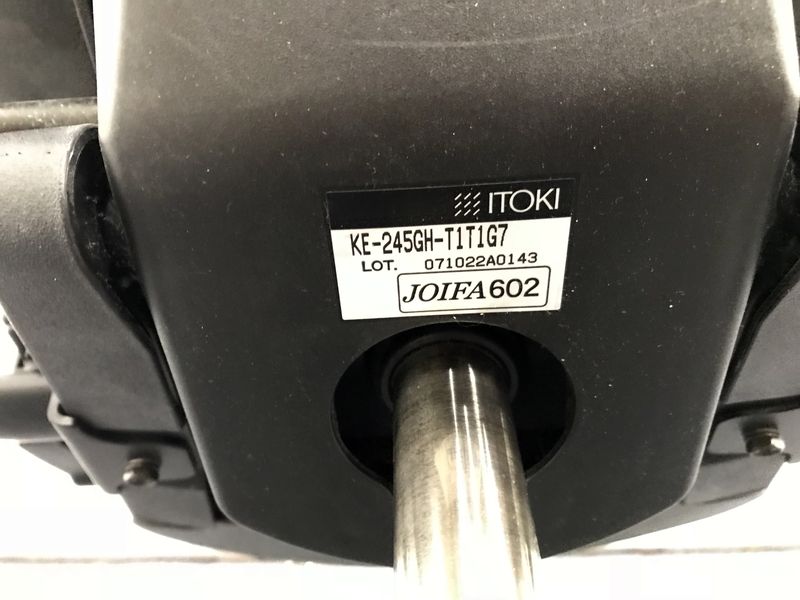 ITOKI
KE-245GH-T1T1G7
LOT. 071022A0143
JOIFA602